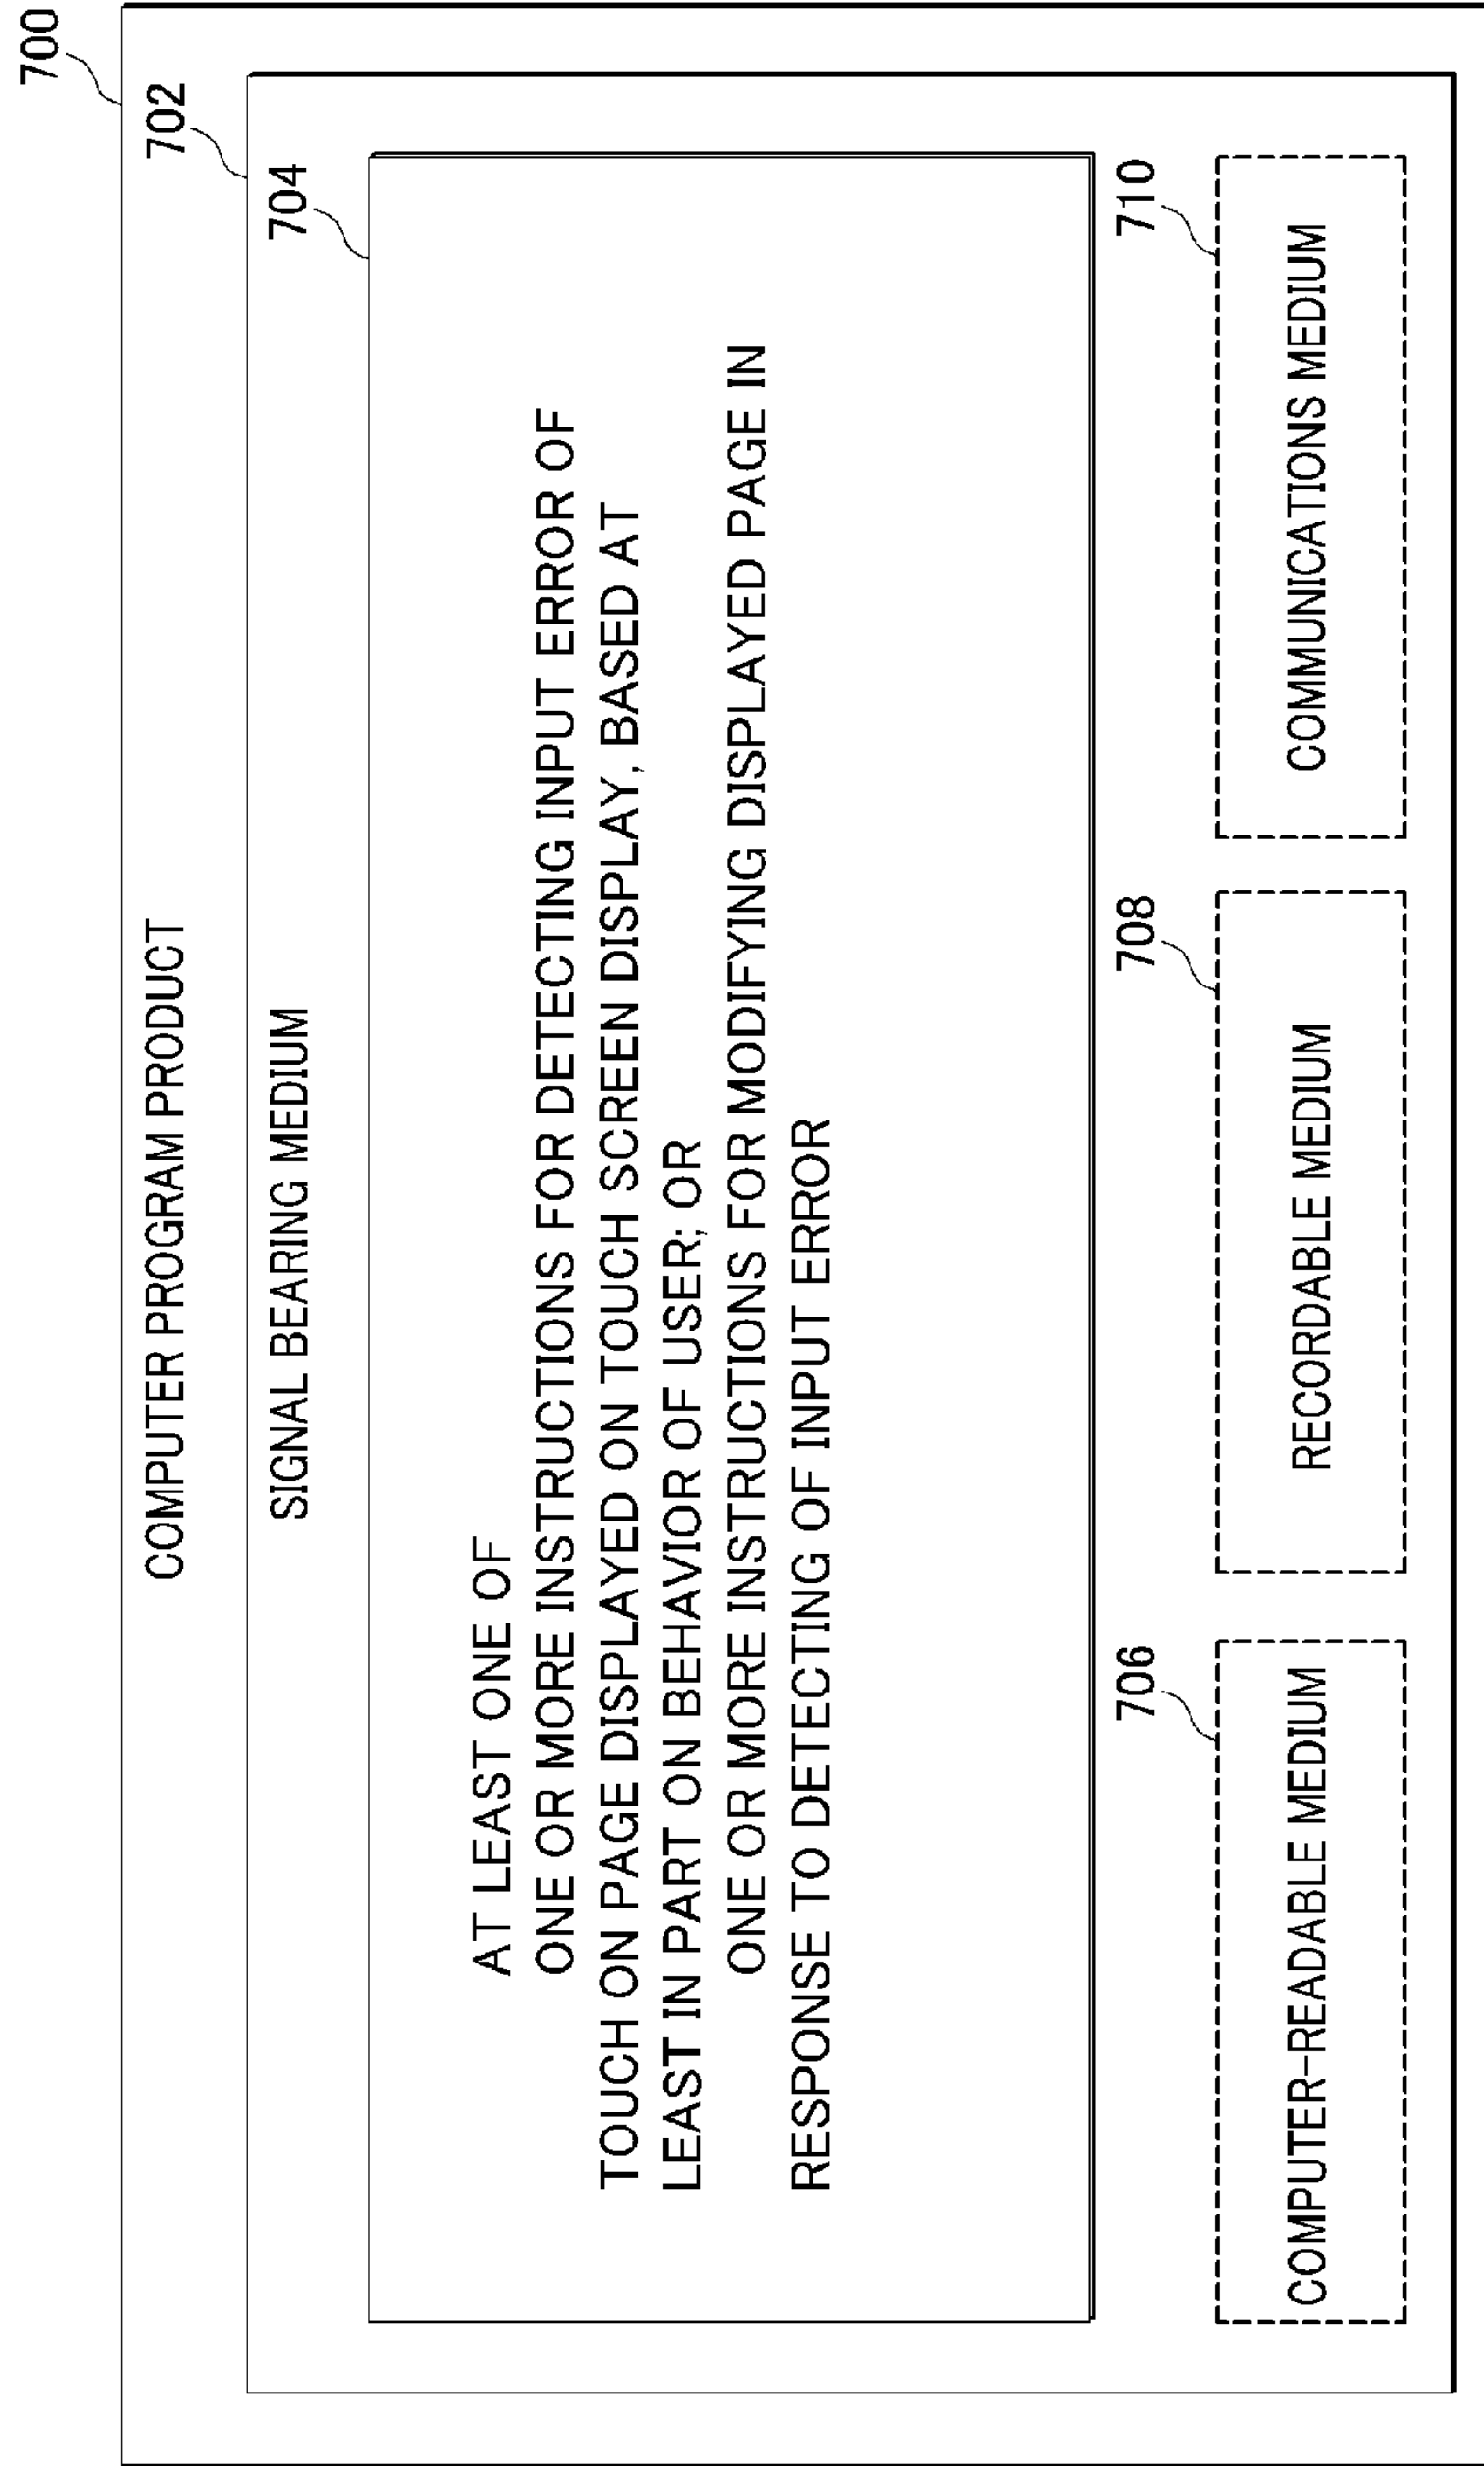 700
COMPUTER PROGRAM PRODUCT
702
SIGNAL BEARING MEDIUM
704
AT LEAST ONE OF
ONE OR MORE INSTRUCTIONS FOR DETECTING INPUT ERROR OF
TOUCH ON PAGE DISPLAYED ON TOUCH SCREEN DISPLAY, BASED AT
LEAST IN PART ON BEHAVIOR OF USER; OR
ONE OR MORE INSTRUCTIONS FOR MODIFYING DISPLAYED PAGE IN
RESPONSE TO DETECTING OF INPUT ERROR
706
COMPUTER-READABLE MEDIUM
708
RECORDABLE MEDIUM
710
COMMUNICATIONS MEDIUM